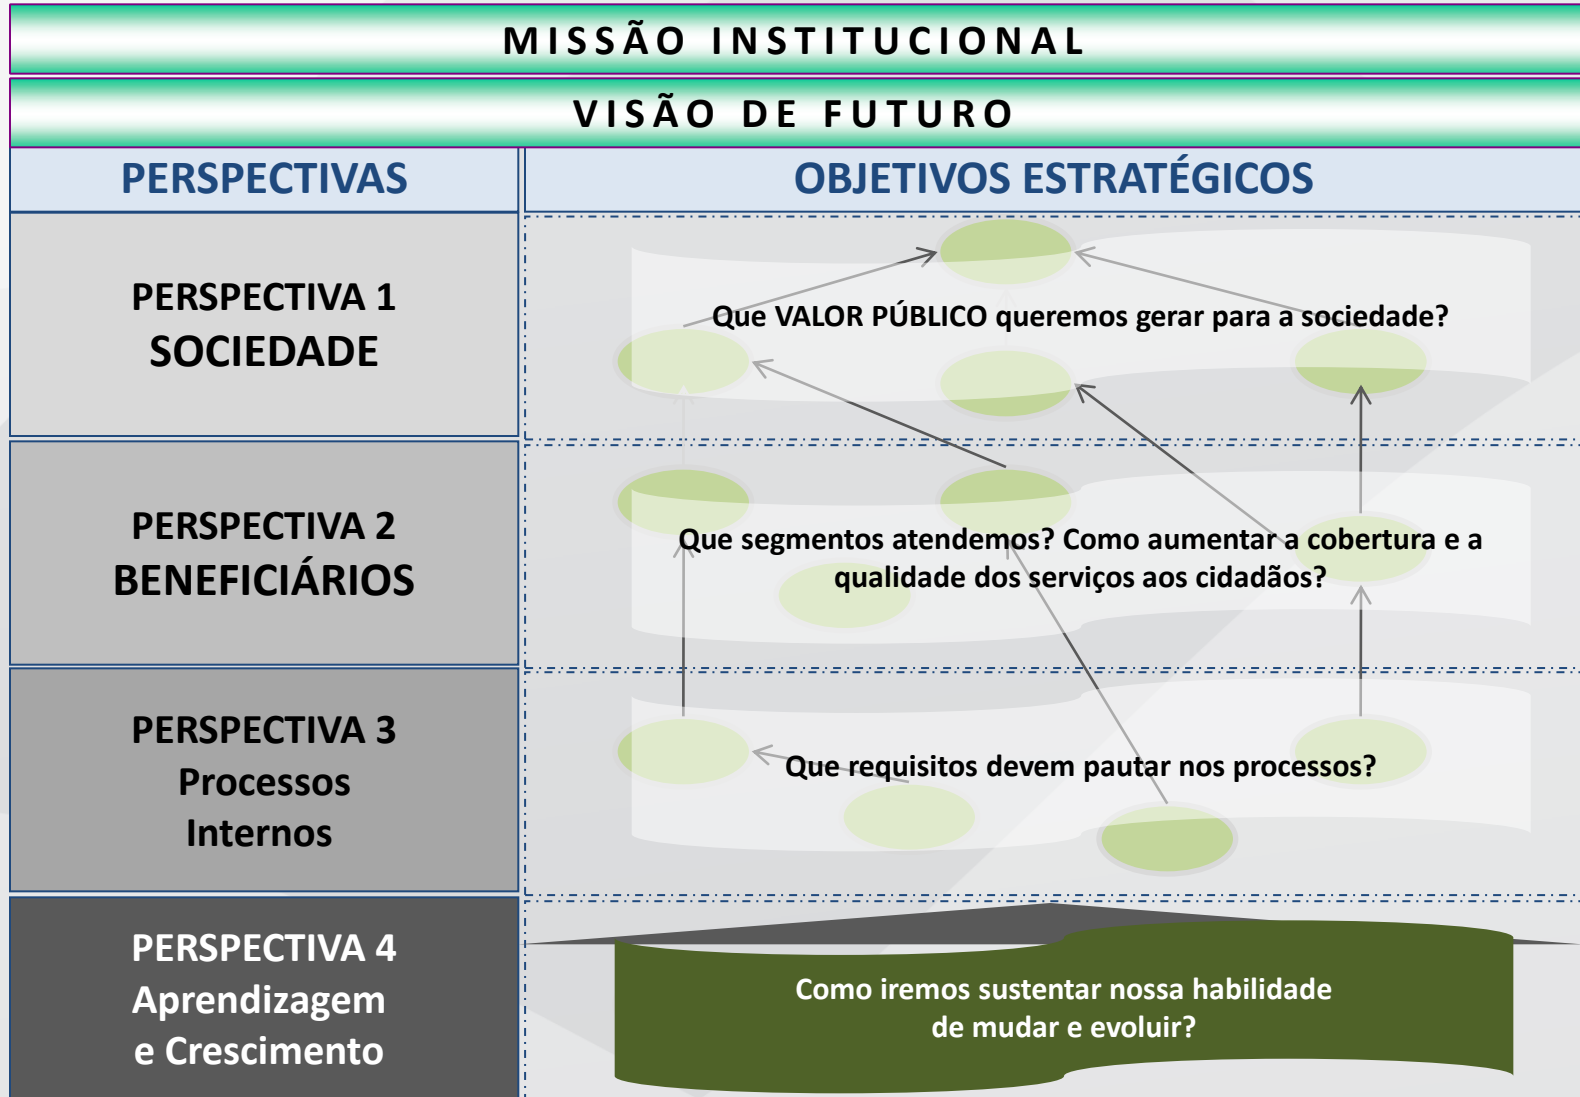 MISSÃO INSTITUCIONAL
VISÃO DE FUTURO
PERSPECTIVAS
OBJETIVOS ESTRATÉGICOS
PERSPECTIVA 1
SOCIEDADE
Que VALOR PÚBLICO queremos gerar para a sociedade?
PERSPECTIVA 2
BENEFICIÁRIOS
Que segmentos atendemos? Como aumentar a cobertura e a
qualidade dos serviços aos cidadãos?
PERSPECTIVA 3
Processos
Internos
Que requisitos devem pautar nos processos?
PERSPECTIVA 4
Aprendizagem
e Crescimento
Como iremos sustentar nossa habilidade
de mudar e evoluir?